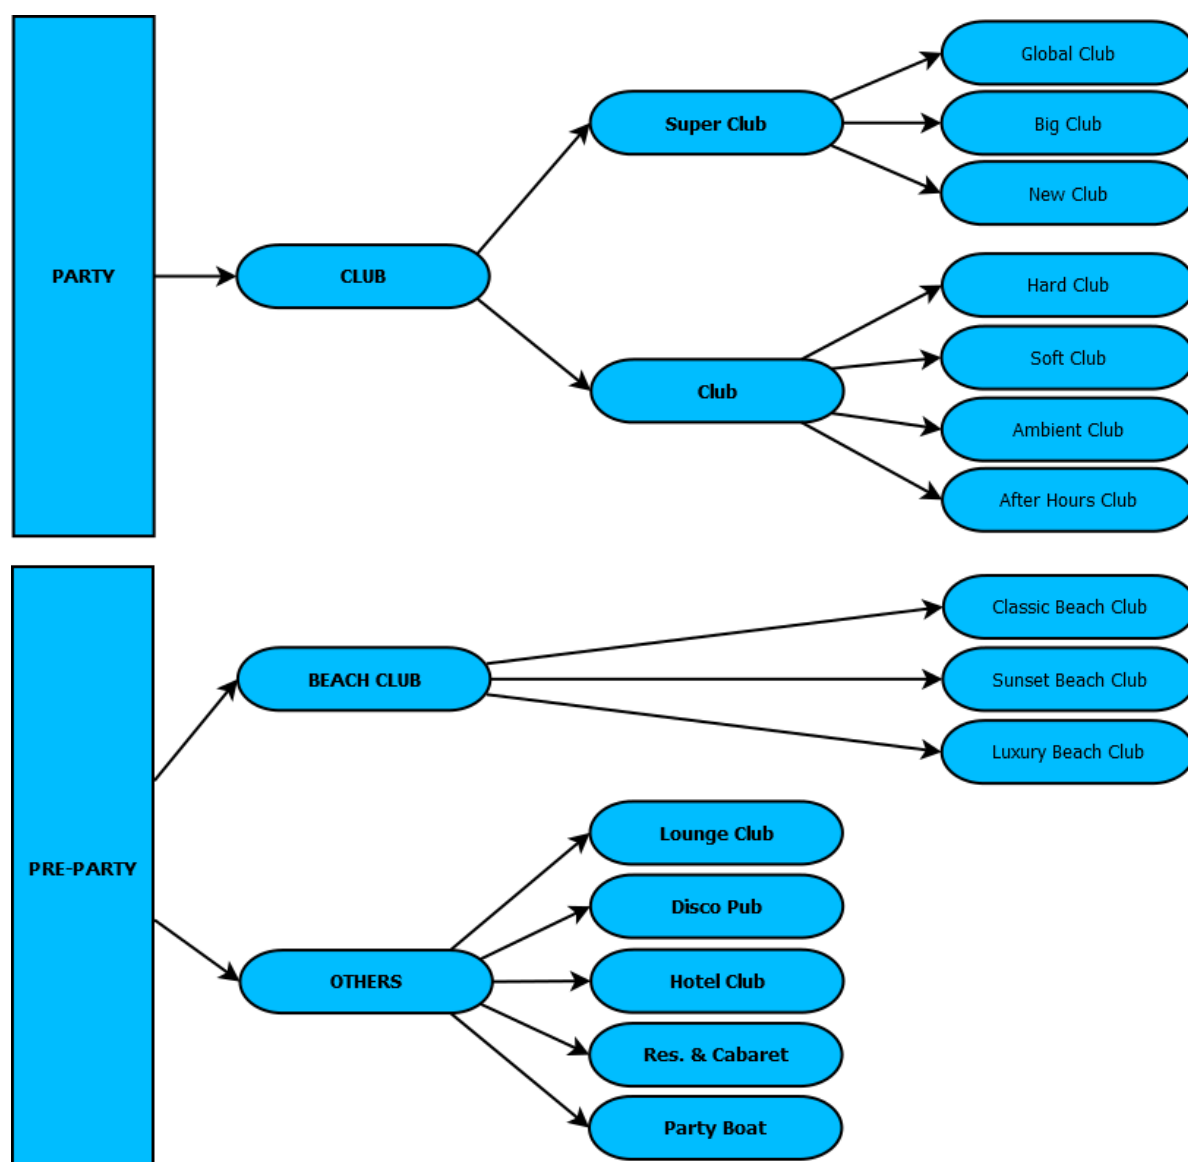 PARTY
CLUB
Super Club
Global Club
Big Club
New Club
Club
Hard Club
Soft Club
Ambient Club
After Hours Club
PRE-PARTY
BEACH CLUB
Classic Beach Club
Sunset Beach Club
Luxury Beach Club
OTHERS
Lounge Club
Disco Pub
Hotel Club
Res. & Cabaret
Party Boat